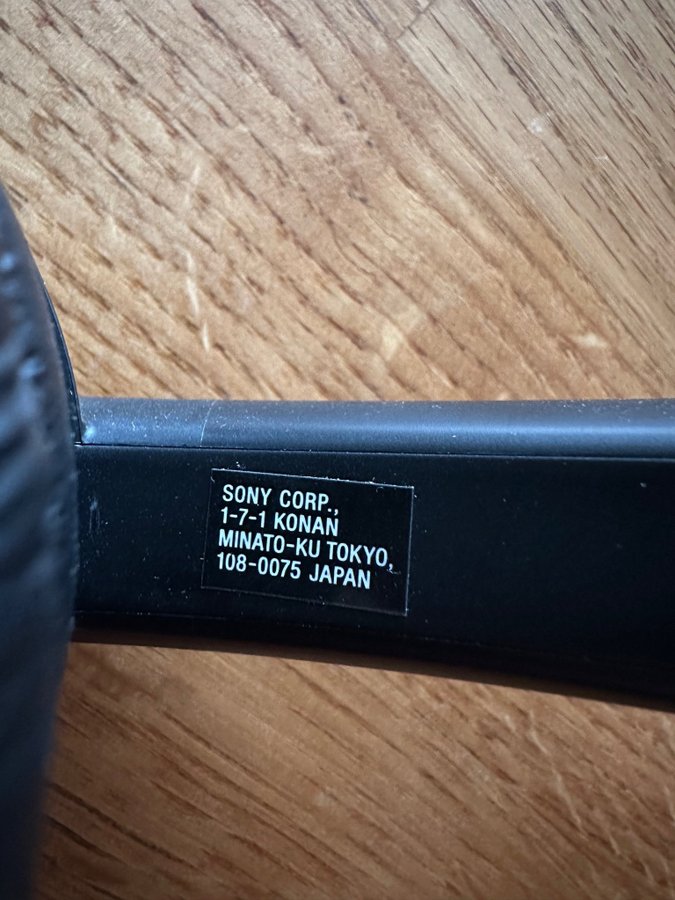 SONY CORP.,
1-7-1 KONAN
MINATO-KU TOKYO,
108-0075 JAPAN